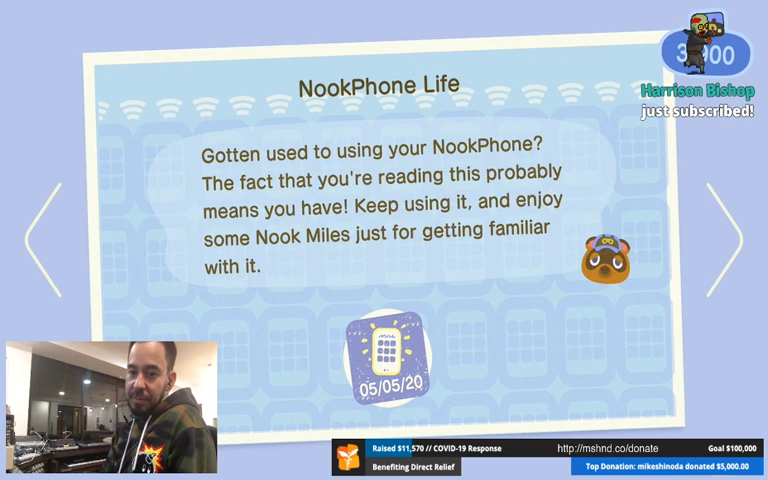 NookPhone Life
Gotten used to using your NookPhone?
The fact that you're reading this probably
means you have! Keep using it, and enjoy
some Nook Miles just for getting familiar
with it.
05/05/20
Harrison Bishop
just subscribed!
Raised $11,570 // COVID-19 Response
http://mshnd.co/donate
Goal $100,000
Benefiting Direct Relief
Top Donation: mikeshinoda donated $5,000.00